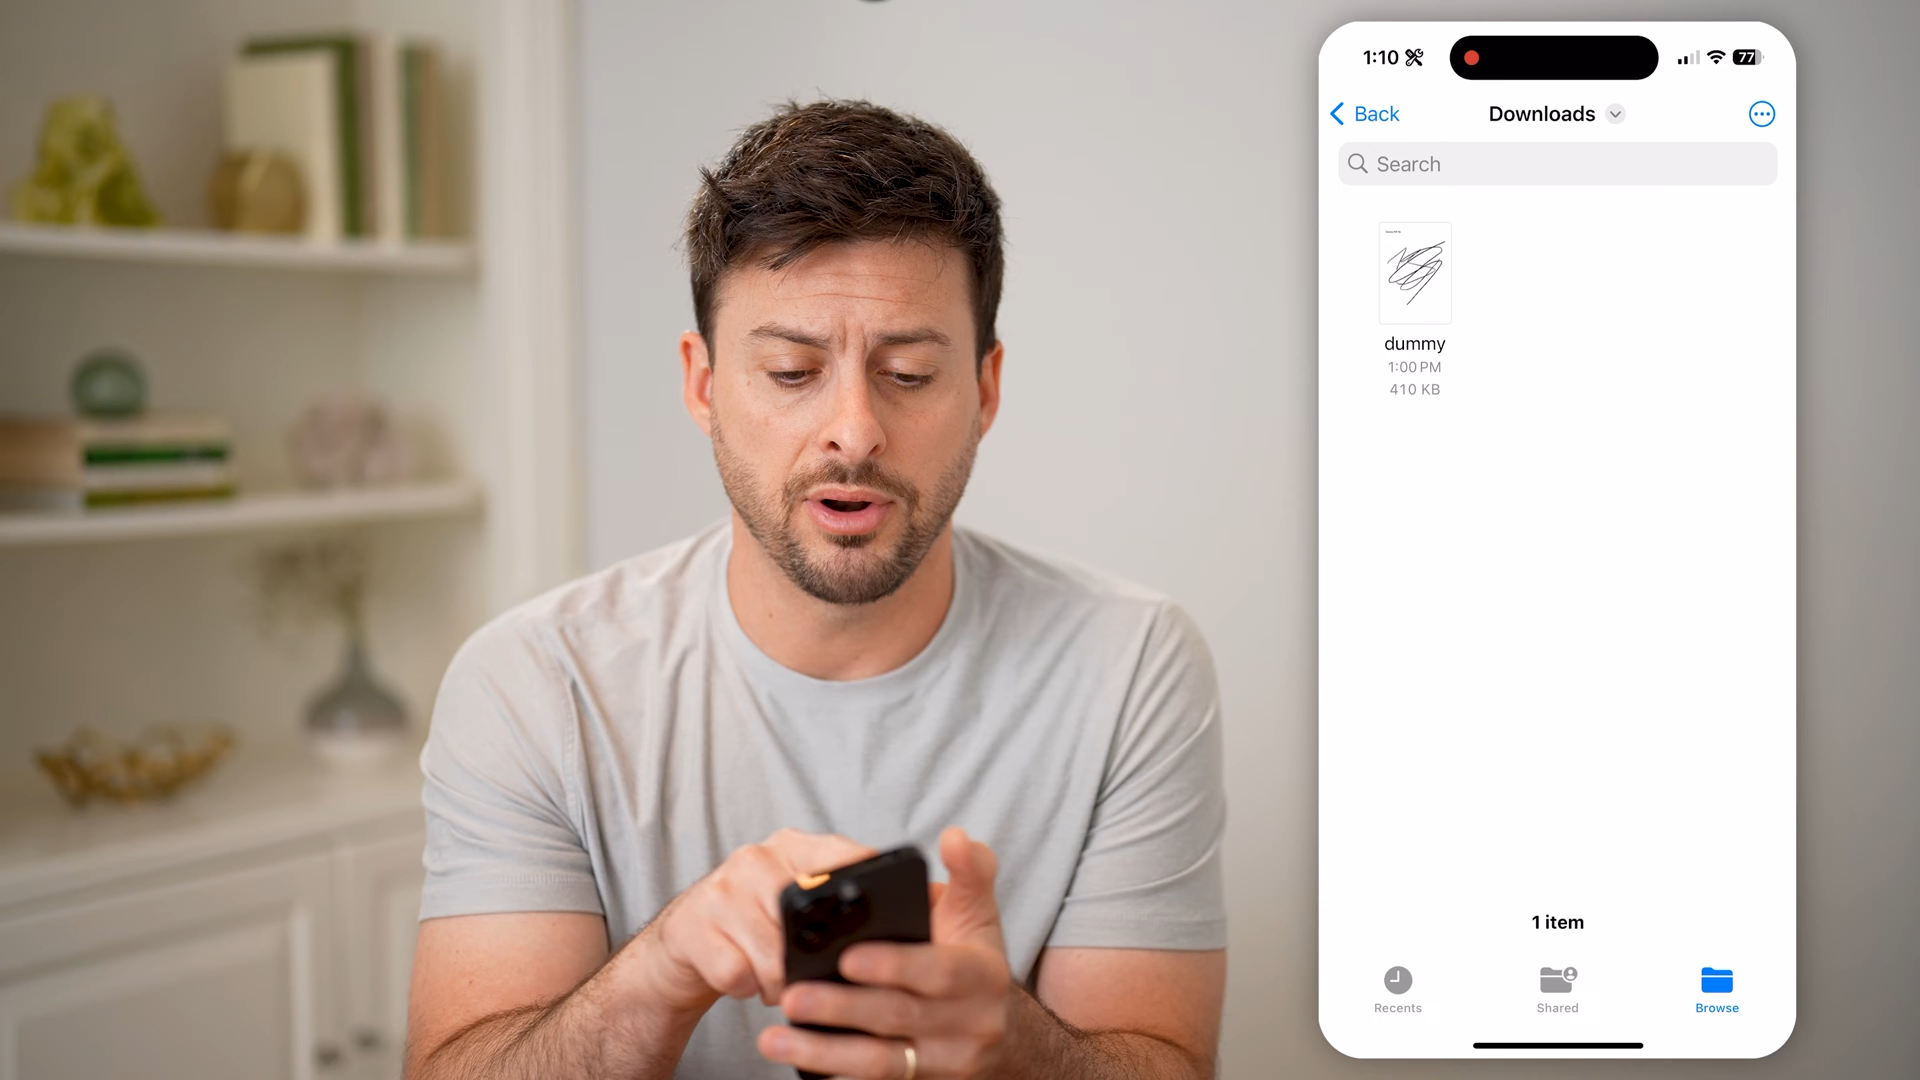 1:10
77
Back
Downloads
Search
dummy
1:00 PM
410 KB
1 item
Recents
Shared
Browse